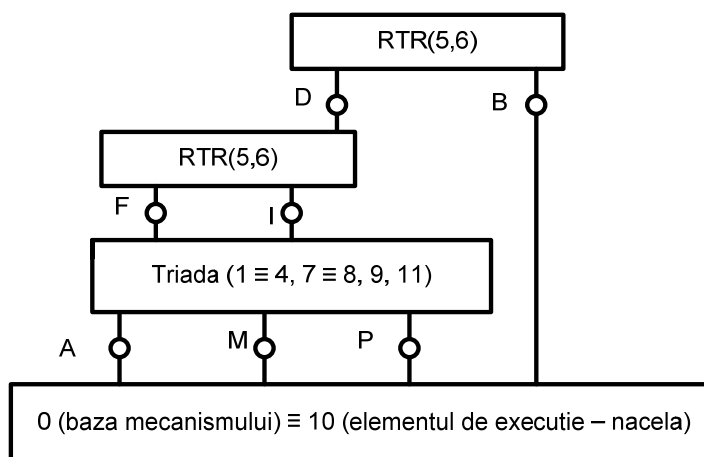 RTR(5,6)
D
B
RTR(5,6)
F
I
Triada (1 ≡ 4, 7 ≡ 8, 9, 11)
A
M
P
0 (baza mecanismului) ≡ 10 (elementul de executie – nacela)